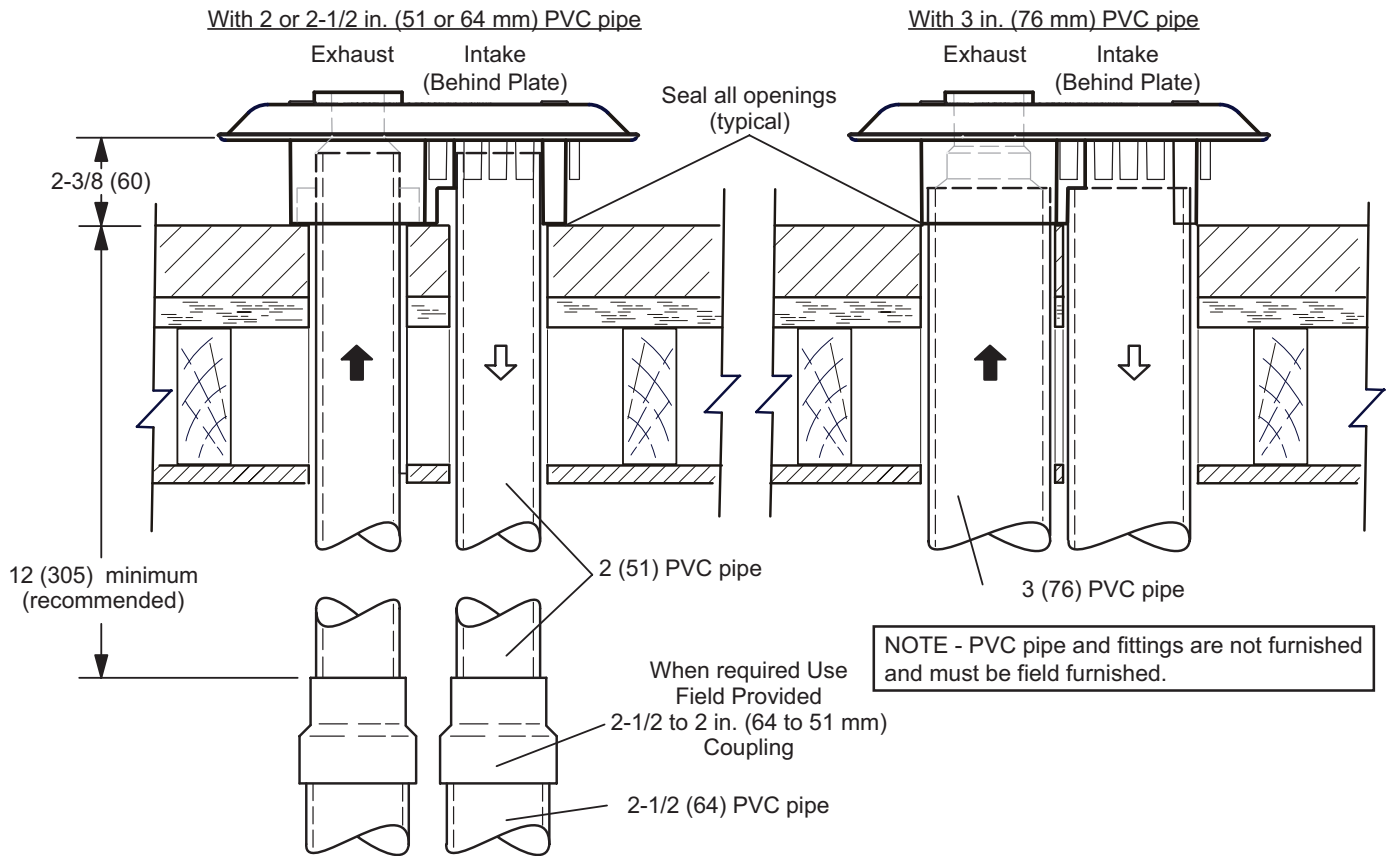 With 2 or 2-1/2 in. (51 or 64 mm) PVC pipe
Exhaust
Intake
(Behind Plate)
With 3 in. (76 mm) PVC pipe
Exhaust
Intake
(Behind Plate)
Seal all openings
(typical)
2-3/8 (60)
12 (305) minimum
(recommended)
2 (51) PVC pipe
3 (76) PVC pipe
NOTE - PVC pipe and fittings are not furnished
and must be field furnished.
When required Use
Field Provided
2-1/2 to 2 in. (64 to 51 mm)
Coupling
2-1/2 (64) PVC pipe